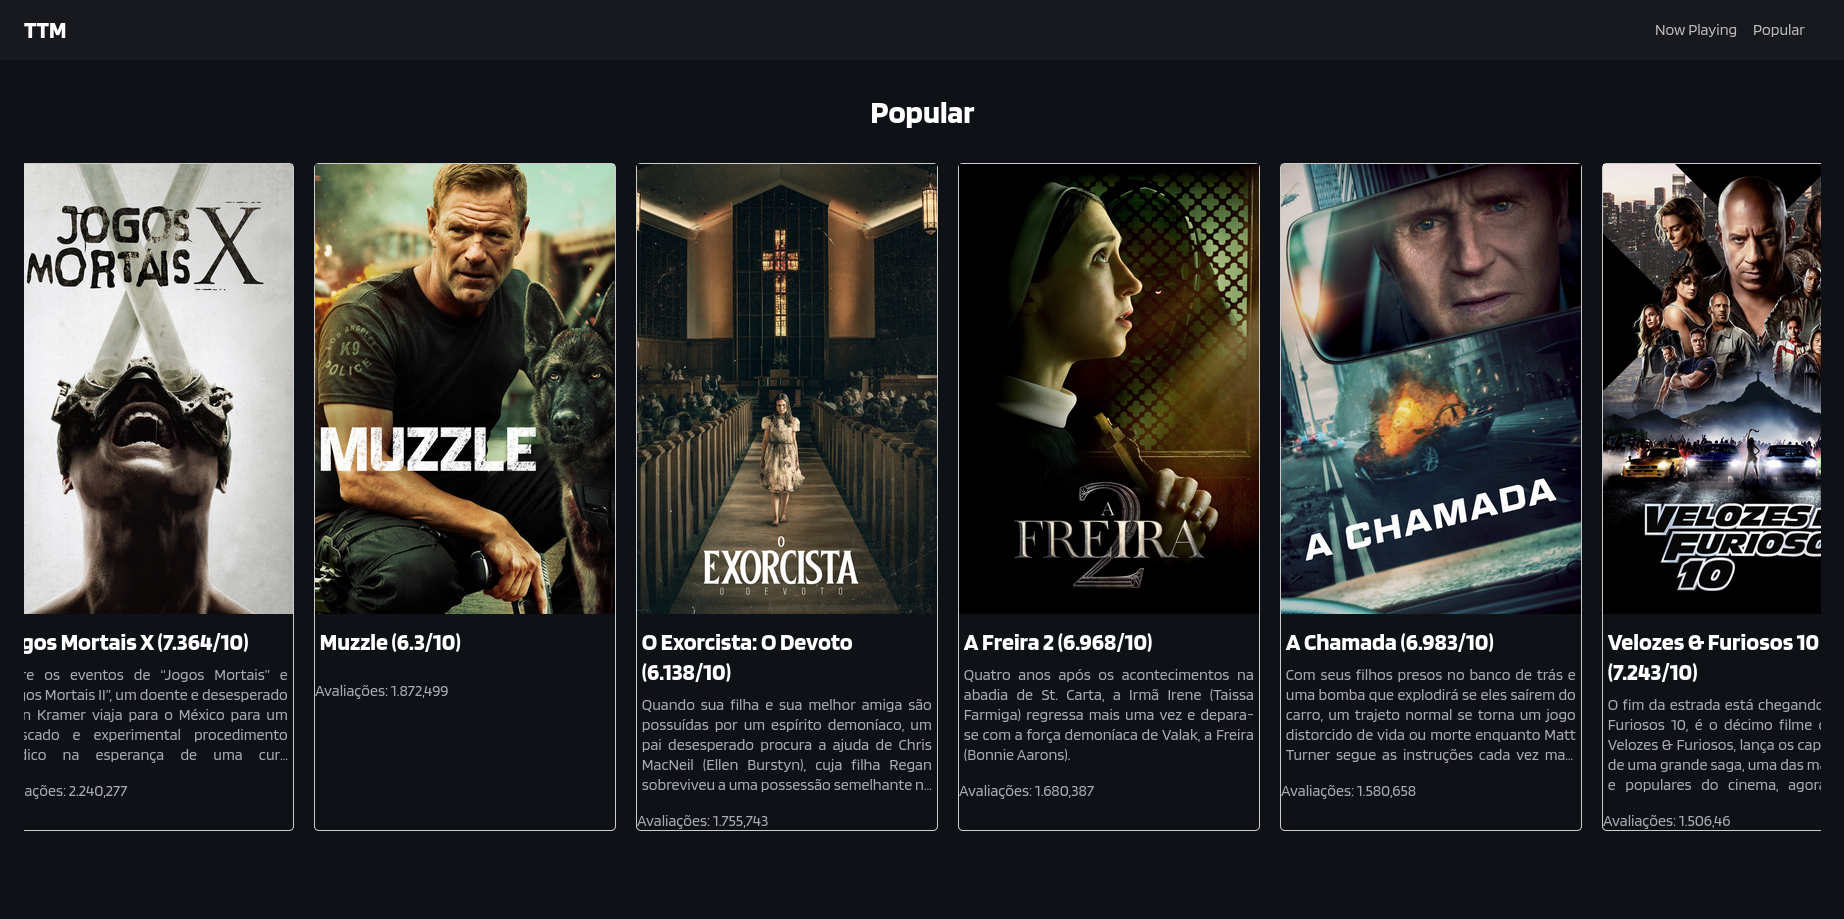 TTM
Now Playing
Popular
Popular
JOGOS
MORTAIS X
gos Mortais X (7.364/10)
re os eventos de “Jogos Mortais” e
gos Mortais II”, um doente e desesperado
n Kramer viaja para o México para um
scado e experimental procedimento
dico na esperança de uma cur...
ações: 2.240,277
LOS ANGELES
K9
POLICE
MUZZLE
Muzzle (6.3/10)
Avaliações: 1.872,499
O
EXORCISTA
O DEVOTO
O Exorcista: O Devoto
(6.138/10)
Quando sua filha e sua melhor amiga são
possuídas por um espírito demoníaco, um
pai desesperado procura a ajuda de Chris
MacNeil (Ellen Burstyn), cuja filha Regan
sobreviveu a uma possessão semelhante n...
Avaliações: 1.755,743
A
FREIRA
2
A Freira 2 (6.968/10)
Quatro anos após os acontecimentos na
abadia de St. Carta, a Irmã Irene (Taissa
Farmiga) regressa mais uma vez e depara-
se com a força demoníaca de Valak, a Freira
(Bonnie Aarons).
Avaliações: 1.680,387
A CHAMADA
A Chamada (6.983/10)
Com seus filhos presos no banco de trás e
uma bomba que explodirá se eles saírem do
carro, um trajeto normal se torna um jogo
distorcido de vida ou morte enquanto Matt
Turner segue as instruções cada vez ma...
Avaliações: 1.580,658
VELOZES
FURIOSO
10
Velozes & Furiosos 10
(7.243/10)
O fim da estrada está chegando
Furiosos 10, é o décimo filme
Velozes & Furiosos, lança os cap
de uma grande saga, uma das m
e populares do cinema, agor
Avaliações: 1.506,46